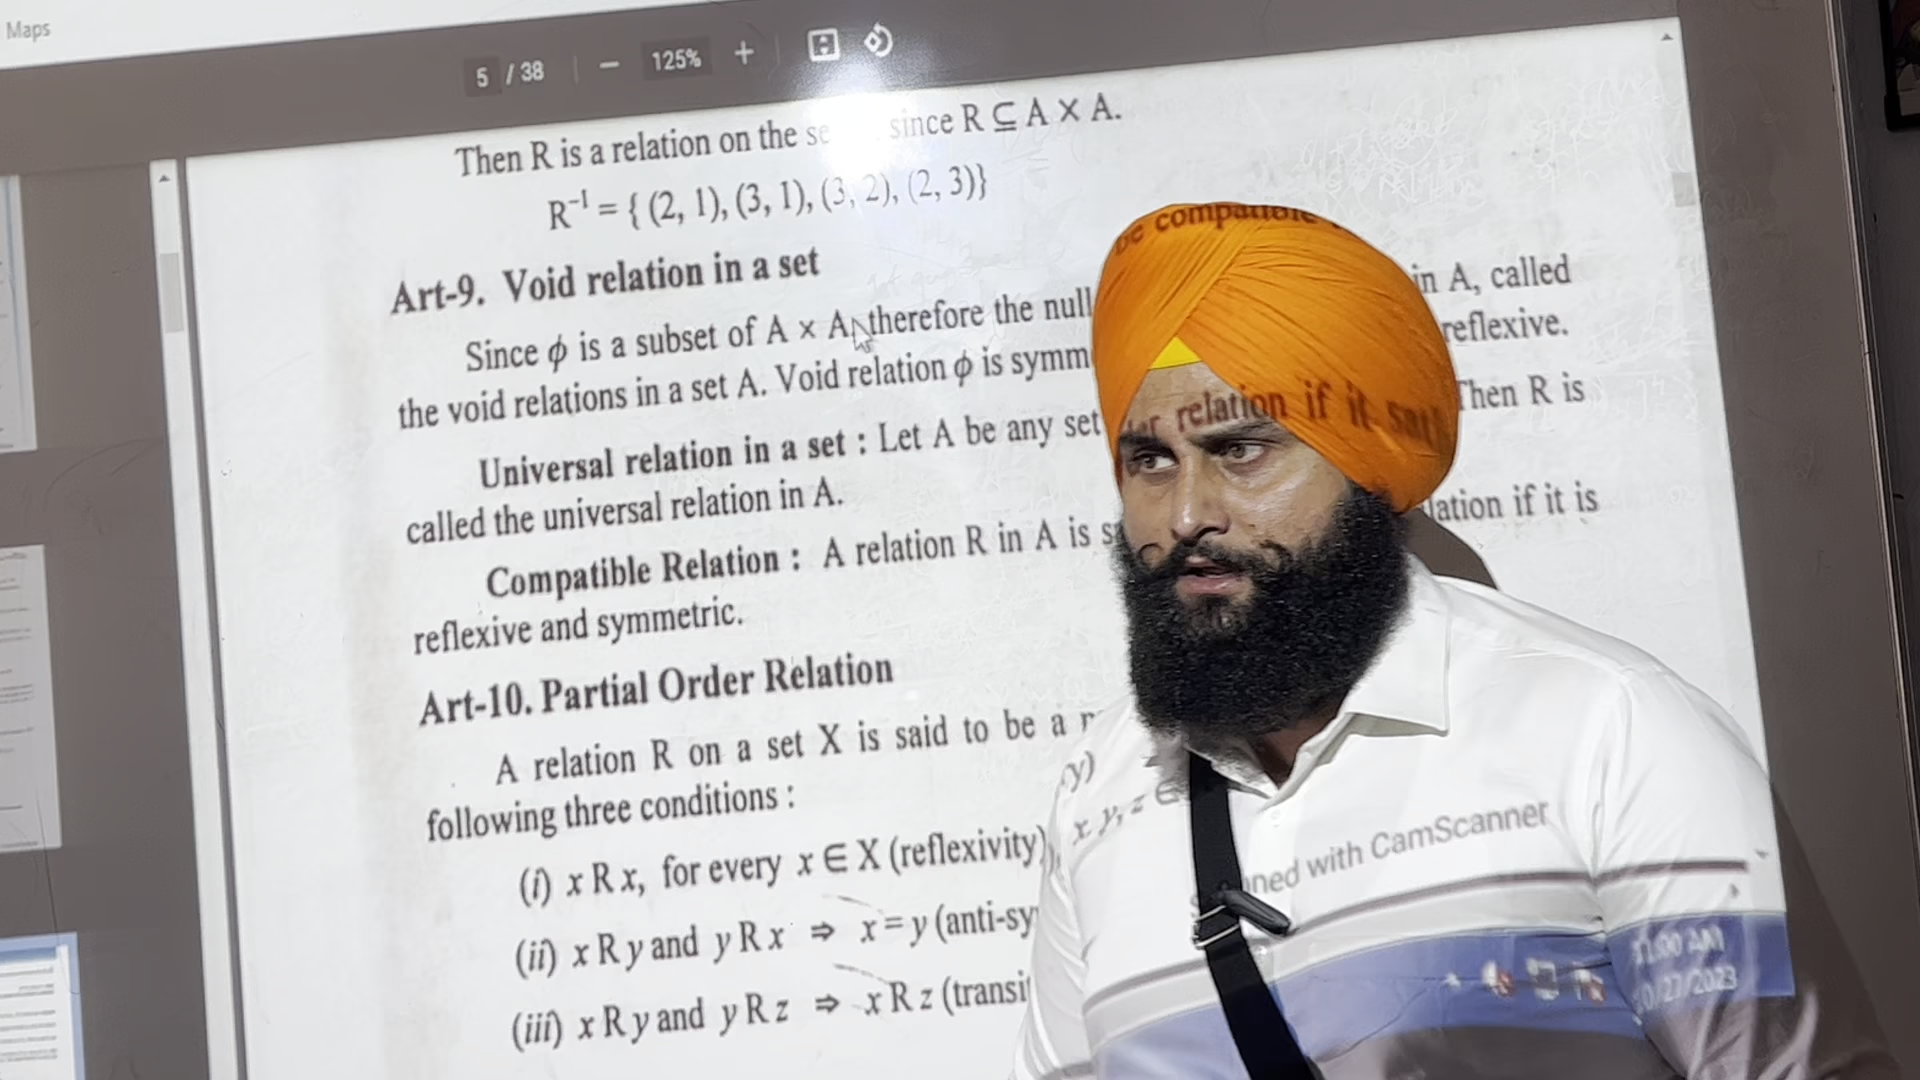 Maps
5 / 38 − 125% +
Then R is a relation on the se since R ⊆ A × A.
R⁻¹ = { (2, 1), (3, 1), (3, 2), (2, 3)}
Art-9. Void relation in a set
Since ϕ is a subset of A × A, therefore the null in A, called
the void relations in a set A. Void relation ϕ is symm reflexive.
Universal relation in a set : Let A be any set Then R is
called the universal relation in A.
Compatible Relation : A relation R in A is s lation if it is
reflexive and symmetric.
Art-10. Partial Order Relation
A relation R on a set X is said to be a
following three conditions :
(i) x R x, for every x ∈ X (reflexivity)
(ii) x R y and y R x ⇒ x = y (anti-sy
(iii) x R y and y R z ⇒ x R z (transi
be compatible
relation if it sat
y)
x y, z ∈
nned with CamScanner